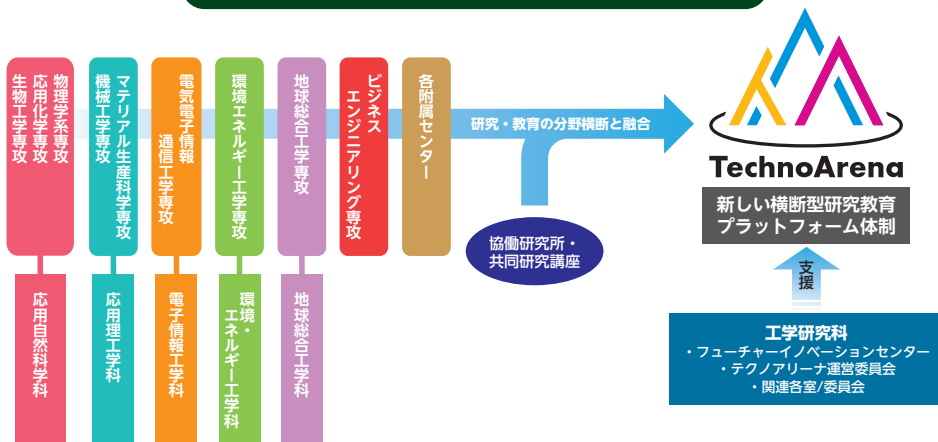 物理学系専攻
応用化学専攻
生物工学専攻
マテリアル生産科学専攻
機械工学専攻
電気電子情報
通信工学専攻
環境エネルギー工学専攻
地球総合工学専攻
ビジネス
エンジニアリング専攻
各附属センター
研究・教育の分野横断と融合
TechnoArena
新しい横断型研究教育
プラットフォーム体制
協働研究所・
共同研究講座
支援
応用自然科学科
応用理工学科
電子情報工学科
環境・
エネルギー工学科
地球総合工学科
工学研究科
・フューチャーイノベーションセンター
・テクノアリーナ運営委員会
・関連各室/委員会